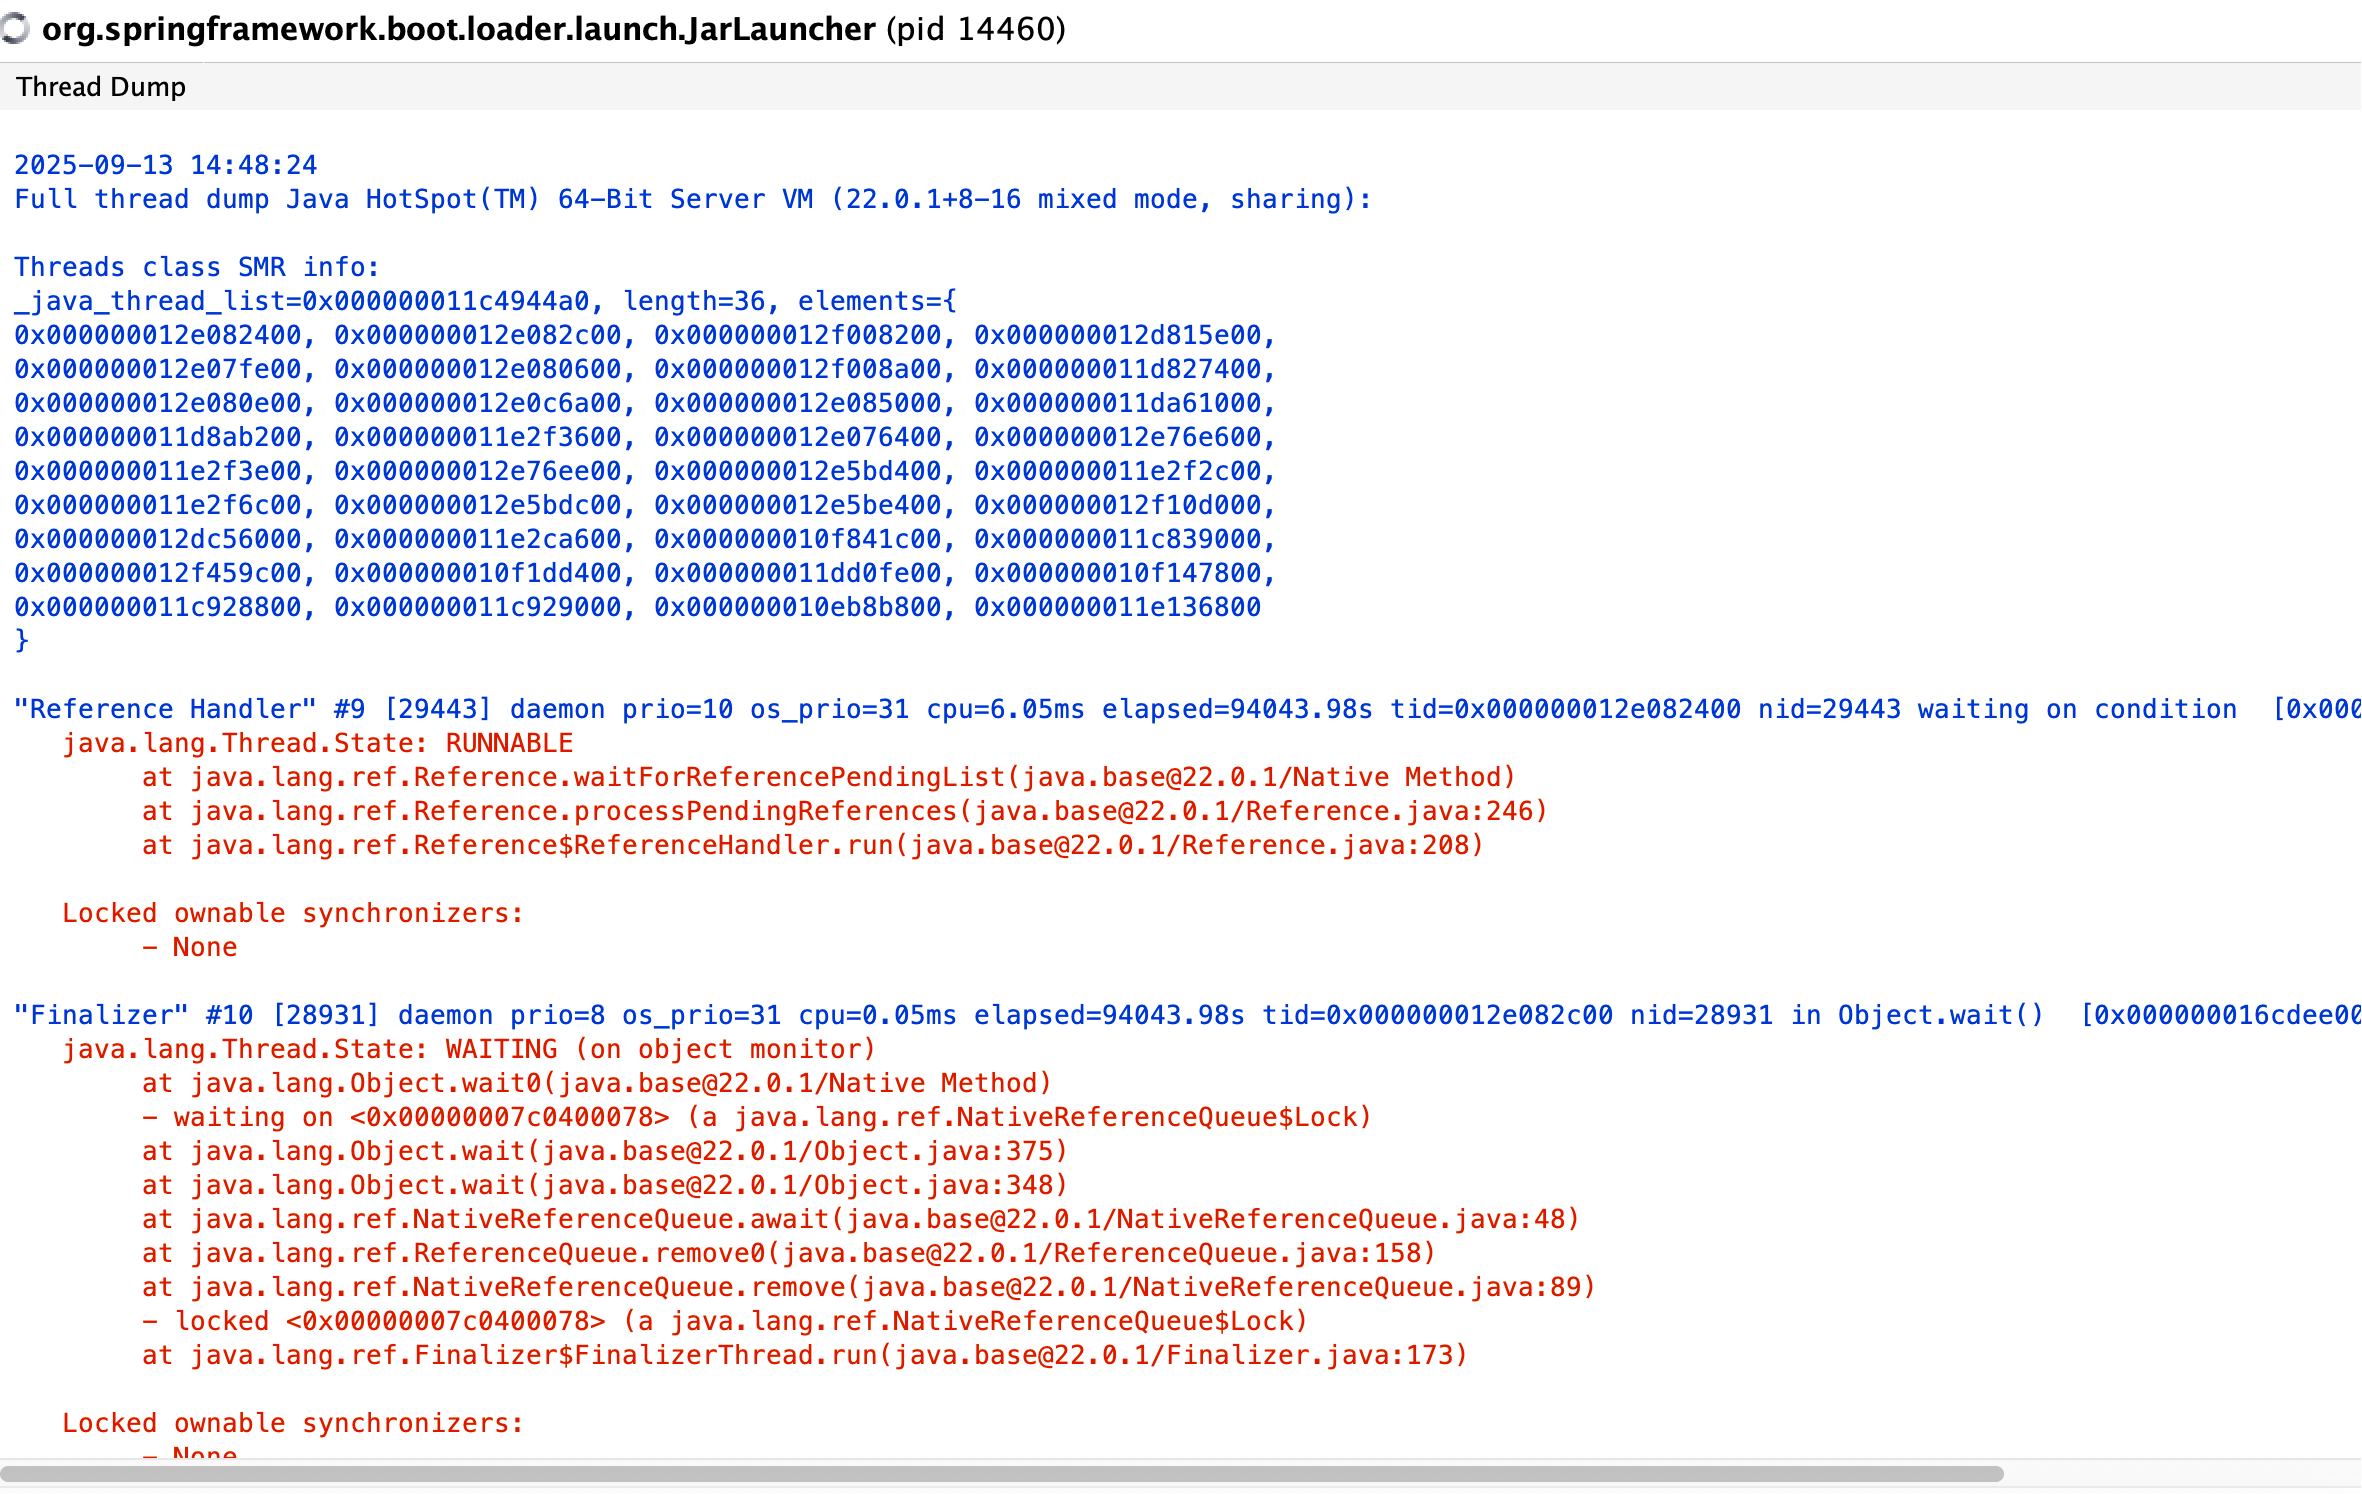 org.springframework.boot.loader.launch.JarLauncher (pid 14460)
Thread Dump
2025-09-13 14:48:24
Full thread dump Java HotSpot(TM) 64-Bit Server VM (22.0.1+8-16 mixed mode, sharing):
Threads class SMR info:
_java_thread_list=0x000000011c4944a0, length=36, elements={
0x000000012e082400, 0x000000012e082c00, 0x000000012f008200, 0x000000012d815e00,
0x000000012e07fe00, 0x000000012e080600, 0x000000012f008a00, 0x000000011d827400,
0x000000012e080e00, 0x000000012e0c6a00, 0x000000012e085000, 0x000000011da61000,
0x000000011d8ab200, 0x000000011e2f3600, 0x000000012e076400, 0x000000012e76e600,
0x000000011e2f3e00, 0x000000012e76ee00, 0x000000012e5bd400, 0x000000011e2f2c00,
0x000000011e2f6c00, 0x000000012e5bdc00, 0x000000012e5be400, 0x000000012f10d000,
0x000000012dc56000, 0x000000011e2ca600, 0x000000010f841c00, 0x000000011c839000,
0x000000012f459c00, 0x000000010f1dd400, 0x000000011dd0fe00, 0x000000010f147800,
0x000000011c928800, 0x000000011c929000, 0x000000010eb8b800, 0x000000011e136800
}
"Reference Handler" #9 [29443] daemon prio=10 os_prio=31 cpu=6.05ms elapsed=94043.98s tid=0x000000012e082400 nid=29443 waiting on condition  [0x000
   java.lang.Thread.State: RUNNABLE
        at java.lang.ref.Reference.waitForReferencePendingList(java.base@22.0.1/Native Method)
        at java.lang.ref.Reference.processPendingReferences(java.base@22.0.1/Reference.java:246)
        at java.lang.ref.Reference$ReferenceHandler.run(java.base@22.0.1/Reference.java:208)
   Locked ownable synchronizers:
        - None
"Finalizer" #10 [28931] daemon prio=8 os_prio=31 cpu=0.05ms elapsed=94043.98s tid=0x000000012e082c00 nid=28931 in Object.wait()  [0x000000016cdee00
   java.lang.Thread.State: WAITING (on object monitor)
        at java.lang.Object.wait0(java.base@22.0.1/Native Method)
        - waiting on <0x00000007c0400078> (a java.lang.ref.NativeReferenceQueue$Lock)
        at java.lang.Object.wait(java.base@22.0.1/Object.java:375)
        at java.lang.Object.wait(java.base@22.0.1/Object.java:348)
        at java.lang.ref.NativeReferenceQueue.await(java.base@22.0.1/NativeReferenceQueue.java:48)
        at java.lang.ref.ReferenceQueue.remove0(java.base@22.0.1/ReferenceQueue.java:158)
        at java.lang.ref.NativeReferenceQueue.remove(java.base@22.0.1/NativeReferenceQueue.java:89)
        - locked <0x00000007c0400078> (a java.lang.ref.NativeReferenceQueue$Lock)
        at java.lang.ref.Finalizer$FinalizerThread.run(java.base@22.0.1/Finalizer.java:173)
   Locked ownable synchronizers:
        - None